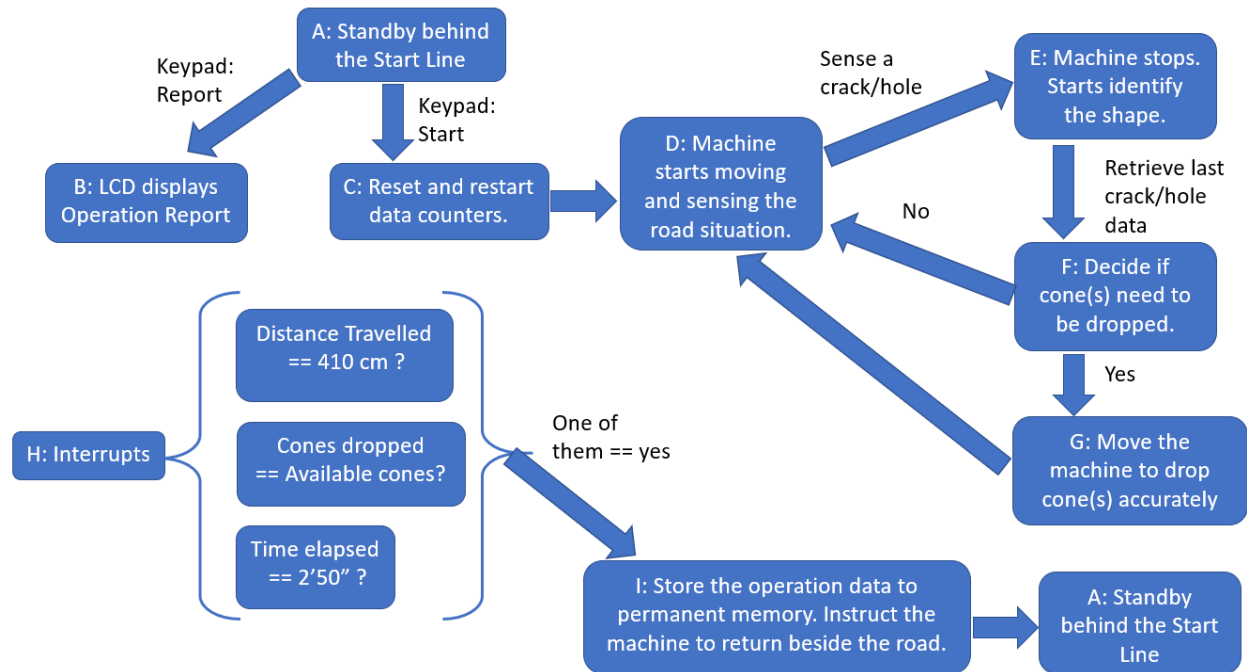 A: Standby behind
the Start Line
Keypad:
Report
Keypad:
Start
B: LCD displays
Operation Report
C: Reset and restart
data counters.
D: Machine
starts moving
and sensing the
road situation.
Sense a
crack/hole
E: Machine stops.
Starts identify
the shape.
Retrieve last
crack/hole
data
No
F: Decide if
cone(s) need to
be dropped.
Yes
G: Move the
machine to drop
cone(s) accurately
H: Interrupts
Distance Travelled
== 410 cm ?
Cones dropped
== Available cones?
Time elapsed
== 2’50” ?
One of
them == yes
I: Store the operation data to
permanent memory. Instruct the
machine to return beside the road.
A: Standby
behind the Start
Line